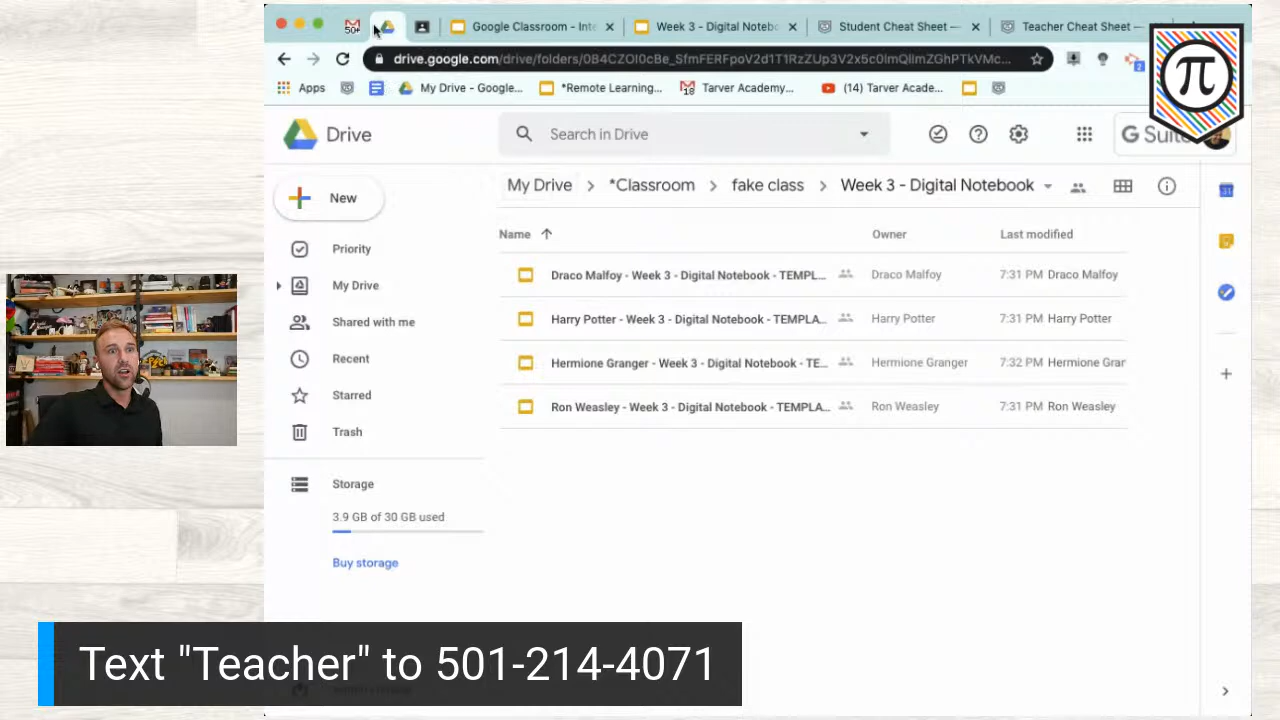 50+
Google Classroom - Inte
Week 3 - Digital Notebo
Student Cheat Sheet —
Teacher Cheat Sheet —
drive.google.com/drive/folders/0B4CZOI0cBe_SfmFERFpoV2d1T1RzZUp3V2x5c0lmQllmZGhPTkVMc...
2
Apps
My Drive - Google...
*Remote Learning...
18
Tarver Academy...
(14) Tarver Acade...
π
Drive
Search in Drive
G Suite
New
My Drive
*Classroom
fake class
Week 3 - Digital Notebook
31
Name
Owner
Last modified
Priority
Draco Malfoy - Week 3 - Digital Notebook - TEMPL...
Draco Malfoy
7:31 PM Draco Malfoy
My Drive
Harry Potter - Week 3 - Digital Notebook - TEMPLA...
Harry Potter
7:31 PM Harry Potter
Shared with me
Hermione Granger - Week 3 - Digital Notebook - TE...
Hermione Granger
7:32 PM Hermione Gran
Recent
Ron Weasley - Week 3 - Digital Notebook - TEMPLA...
Ron Weasley
7:31 PM Ron Weasley
Starred
Trash
Storage
3.9 GB of 30 GB used
Buy storage
Text "Teacher" to 501-214-4071